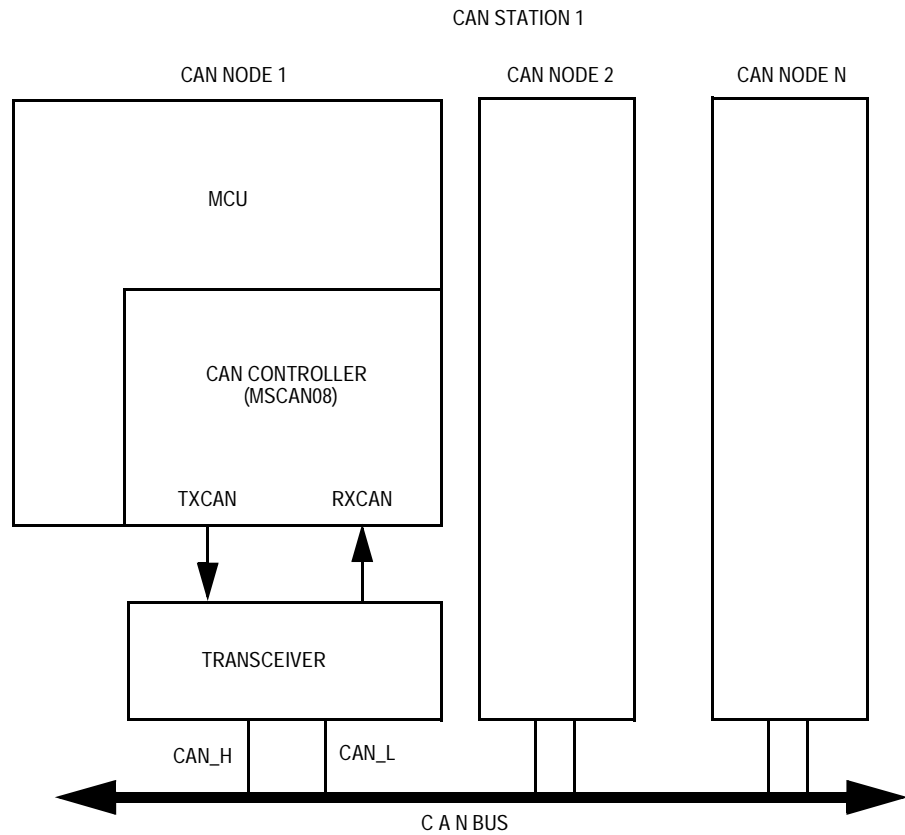 CAN STATION 1
CAN NODE 1
CAN NODE 2
CAN NODE N
MCU
CAN CONTROLLER
(MSCAN08)
TXCAN
RXCAN
TRANSCEIVER
CAN_H
CAN_L
C A N BUS